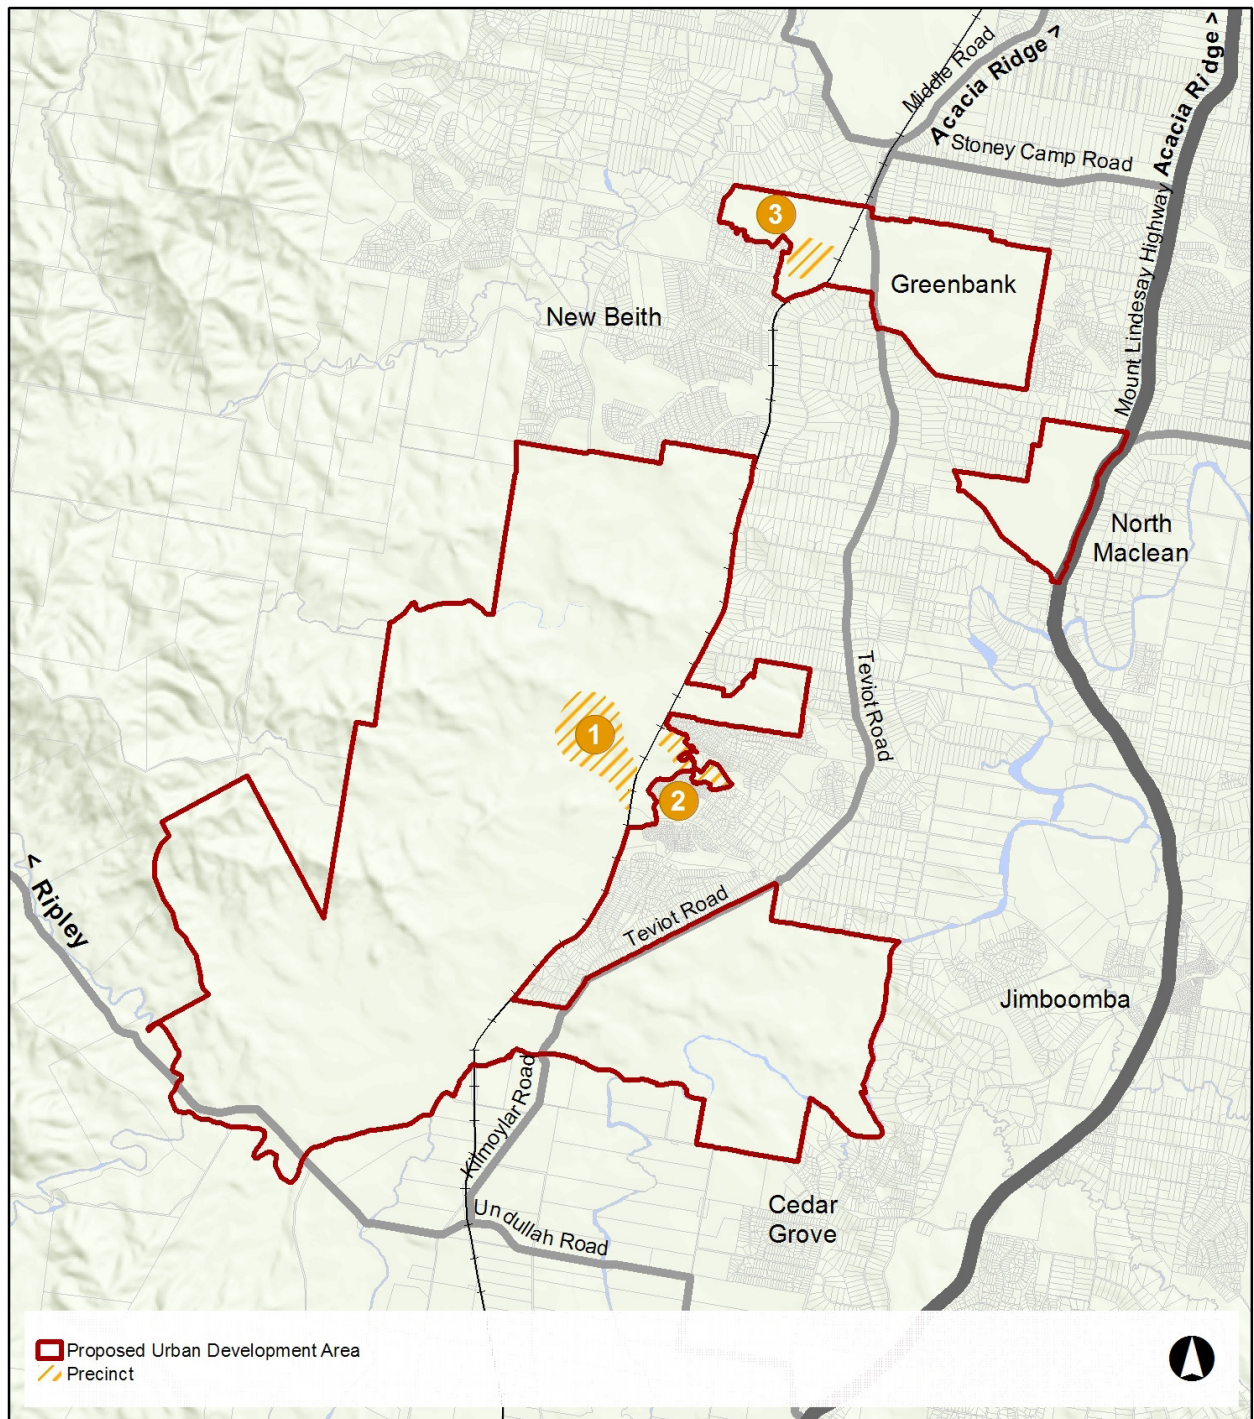 Middle Road
Acacia Ridge >
Acacia Ridge >
Stoney Camp Road
Mount Lindesay Highway
3
Greenbank
New Beith
North
Maclean
Teviot Road
1
2
< Ripley
Teviot Road
Jimboomba
Kilmoylar Road
Undullah Road
Cedar
Grove
Proposed Urban Development Area
Precinct